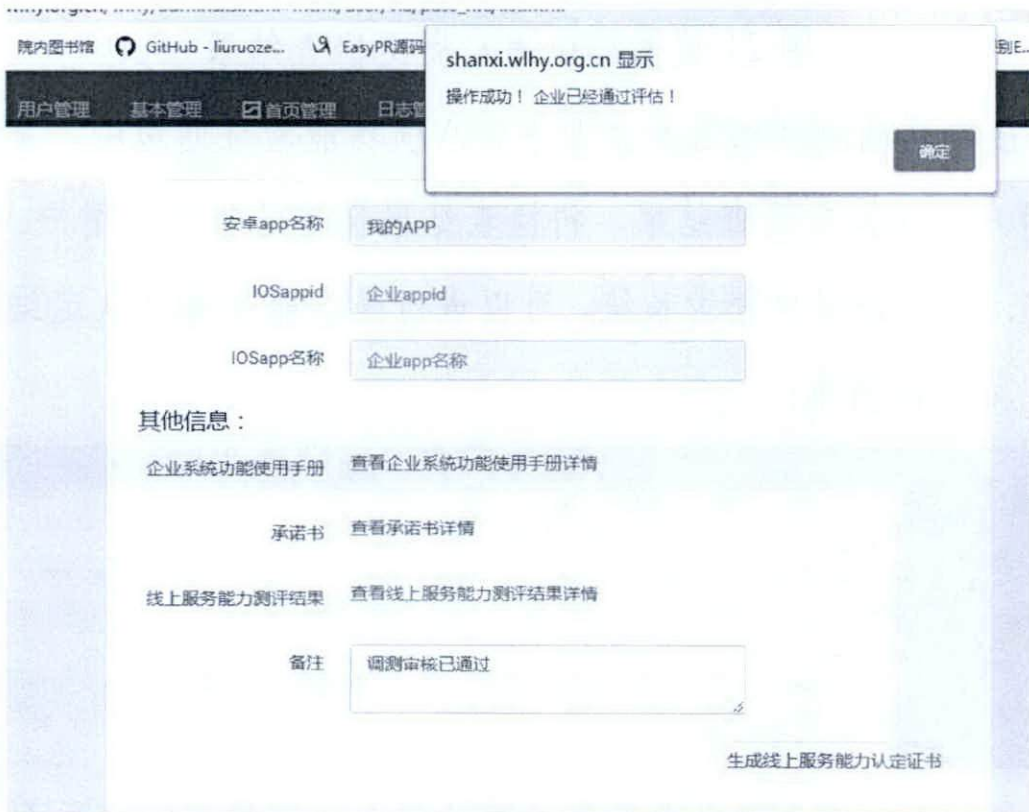 院内图书馆 GitHub - liuruoze... EasyPR源码
shanxi.wlhy.org.cn 显示
操作成功！ 企业已经通过评估！
确定
用户管理 基本管理 首页管理 日志管
安卓app名称 我的APP
IOSappid 企业appid
IOSapp名称 企业app名称
其他信息：
企业系统功能使用手册 查看企业系统功能使用手册详情
承诺书 查看承诺书详情
线上服务能力测评结果 查看线上服务能力测评结果详情
备注 调测审核已通过
生成线上服务能力认定证书